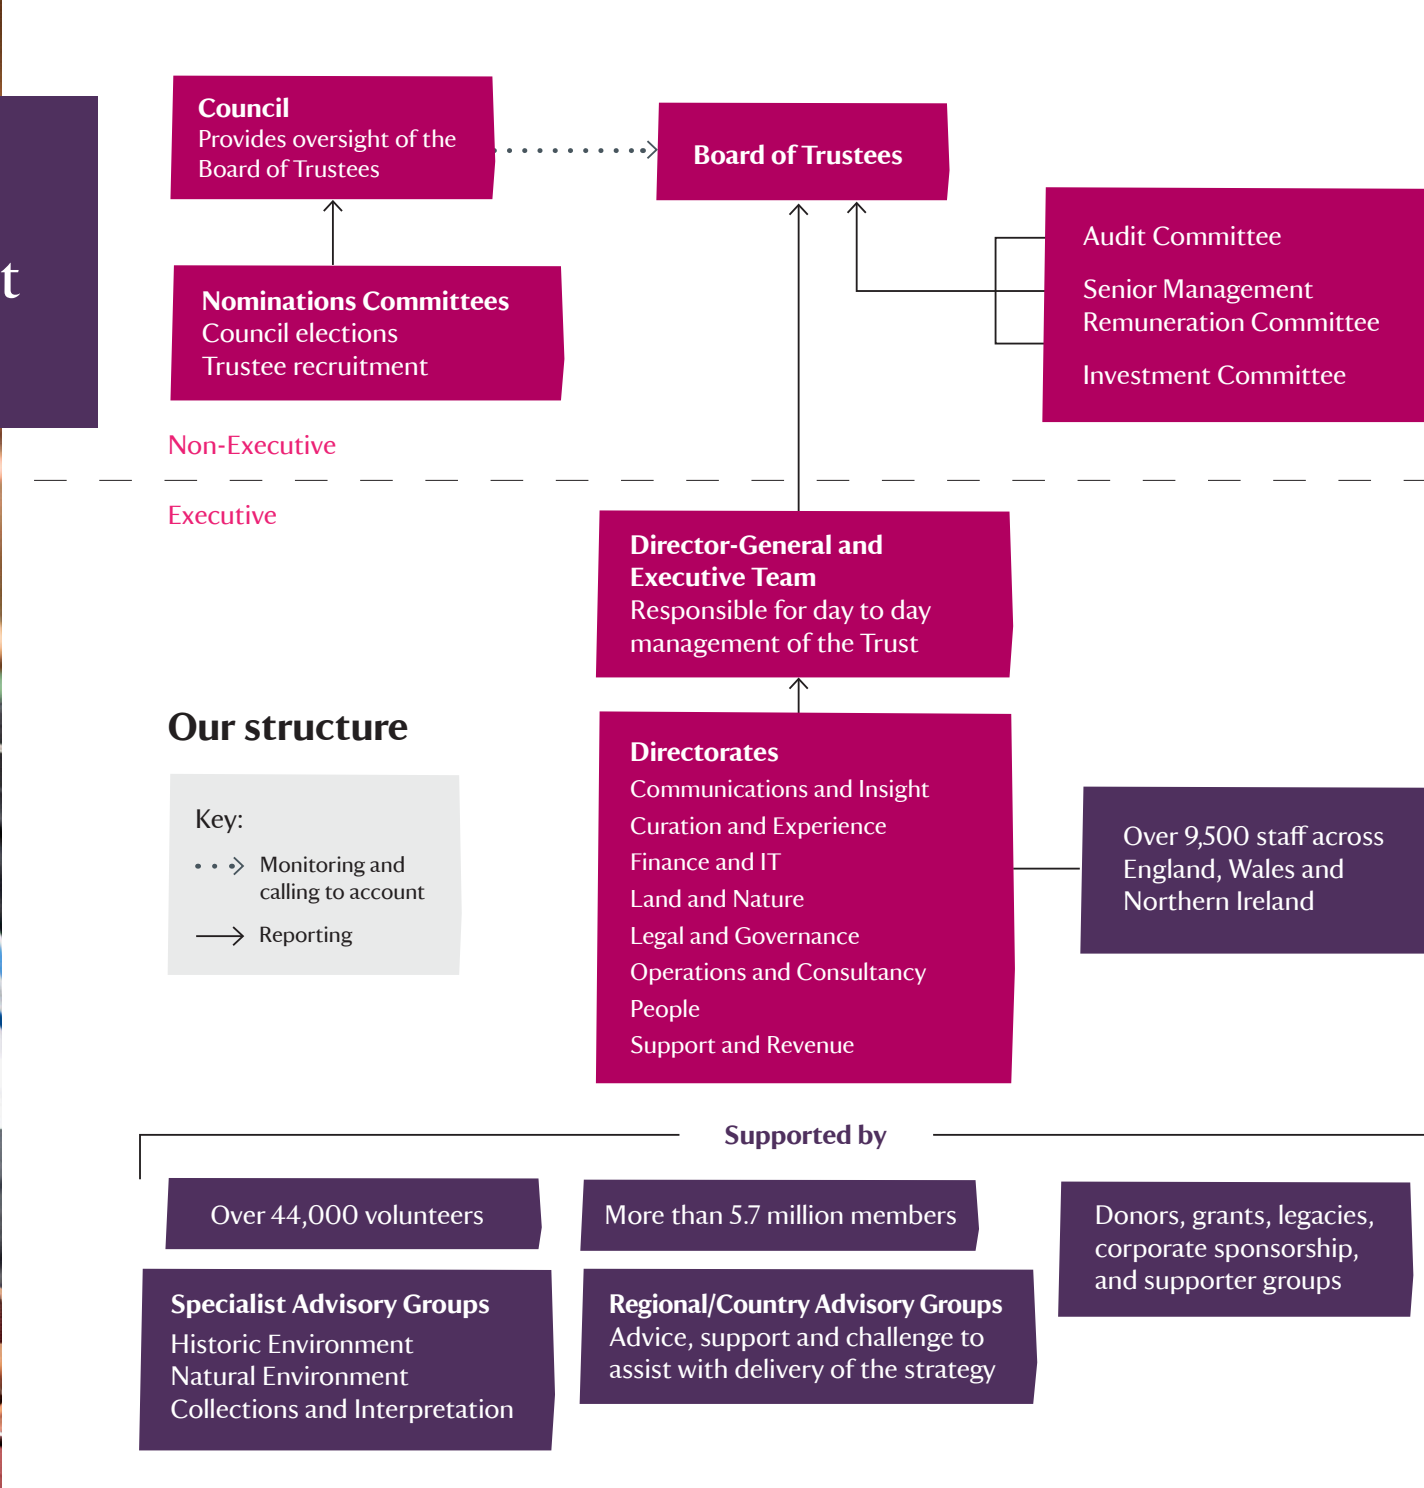 t
Council
Provides oversight of the
Board of Trustees
Board of Trustees
Audit Committee
Senior Management
Remuneration Committee
Investment Committee
Nominations Committees
Council elections
Trustee recruitment
Non-Executive
Executive
Director-General and
Executive Team
Responsible for day to day
management of the Trust
Our structure
Key:
Monitoring and
calling to account
Reporting
Directorates
Communications and Insight
Curation and Experience
Finance and IT
Land and Nature
Legal and Governance
Operations and Consultancy
People
Support and Revenue
Over 9,500 staff across
England, Wales and
Northern Ireland
Supported by
Over 44,000 volunteers
More than 5.7 million members
Donors, grants, legacies,
corporate sponsorship,
and supporter groups
Specialist Advisory Groups
Historic Environment
Natural Environment
Collections and Interpretation
Regional/Country Advisory Groups
Advice, support and challenge to
assist with delivery of the strategy